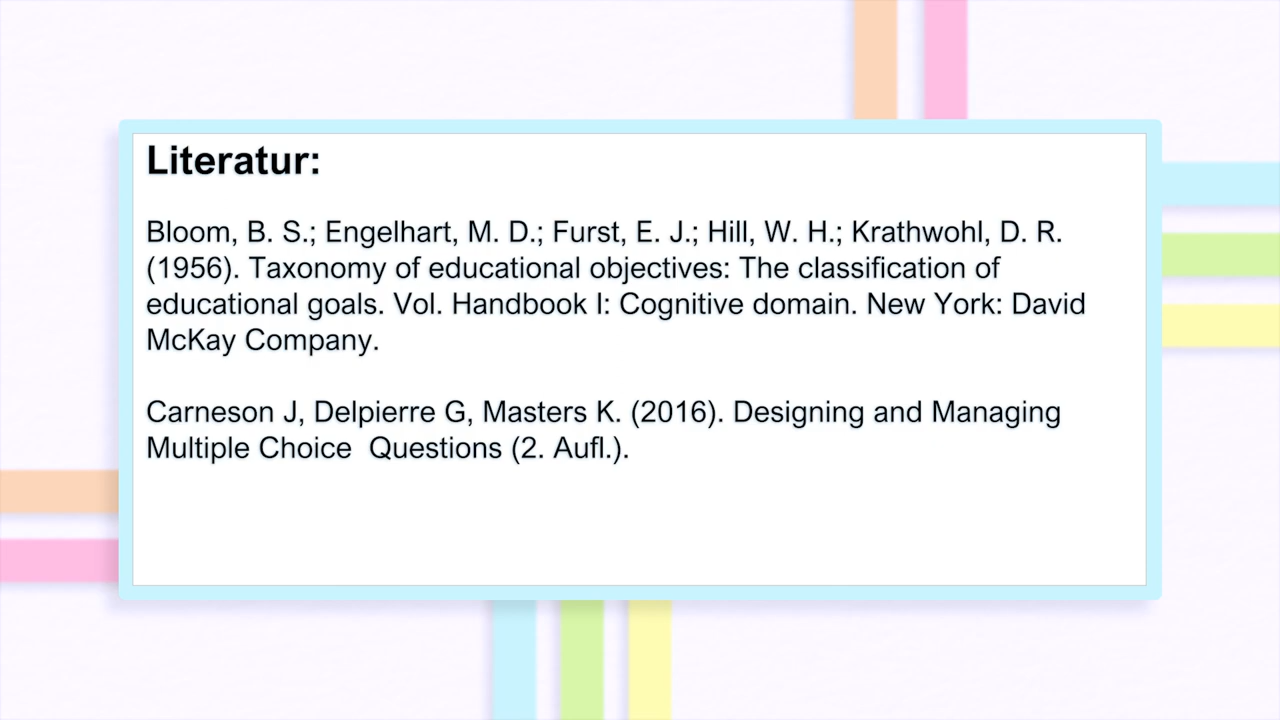 Literatur:
Bloom, B. S.; Engelhart, M. D.; Furst, E. J.; Hill, W. H.; Krathwohl, D. R.
(1956). Taxonomy of educational objectives: The classification of
educational goals. Vol. Handbook I: Cognitive domain. New York: David
McKay Company.
Carneson J, Delpierre G, Masters K. (2016). Designing and Managing
Multiple Choice  Questions (2. Aufl.).